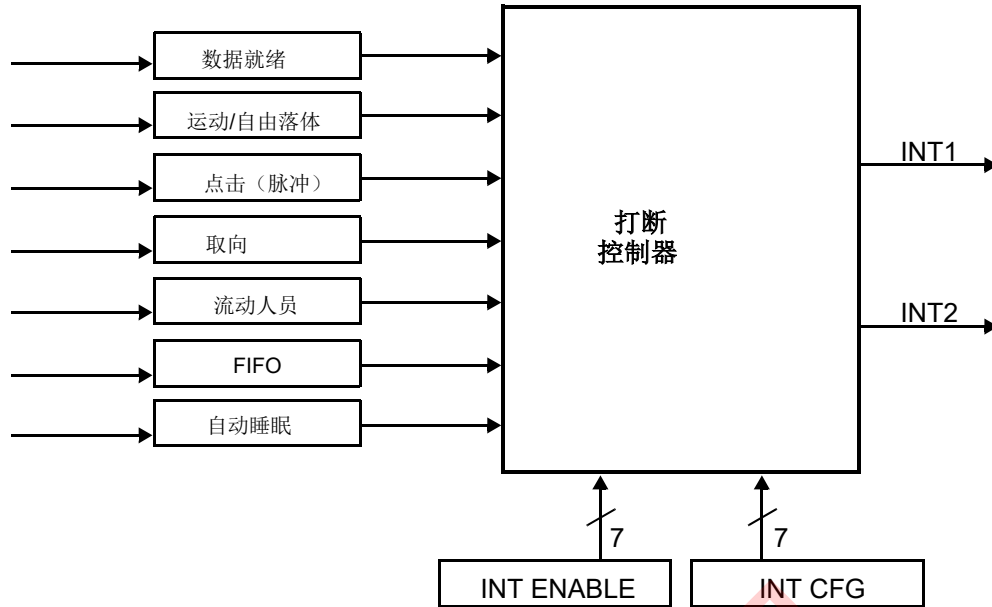 数据就绪
运动/自由落体
点击（脉冲）
取向
流动人员
FIFO
自动睡眠
打断
控制器
INT1
INT2
7
7
INT ENABLE
INT CFG